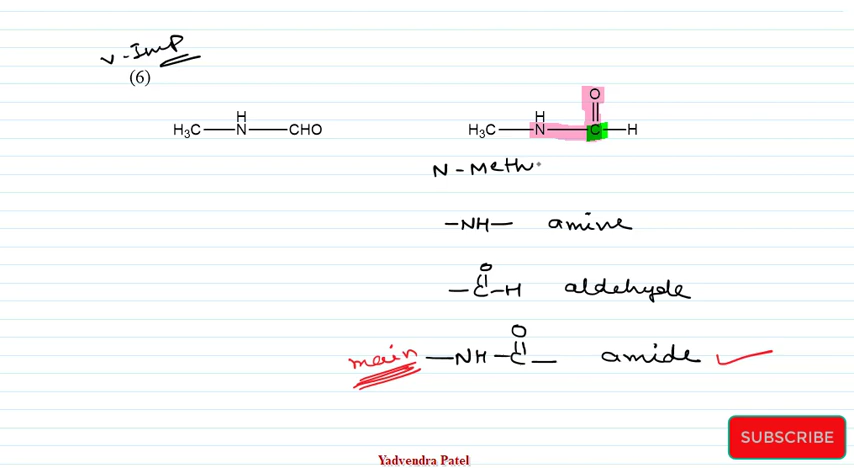 v. Imp
(6)
H₃C—N(H)—CHO
H₃C—N(H)—C(=O)—H
N - Meth
—NH— amine
—C(=O)—H aldehyde
main —NH—C(=O)— amide ✓
SUBSCRIBE
Yadvendra Patel